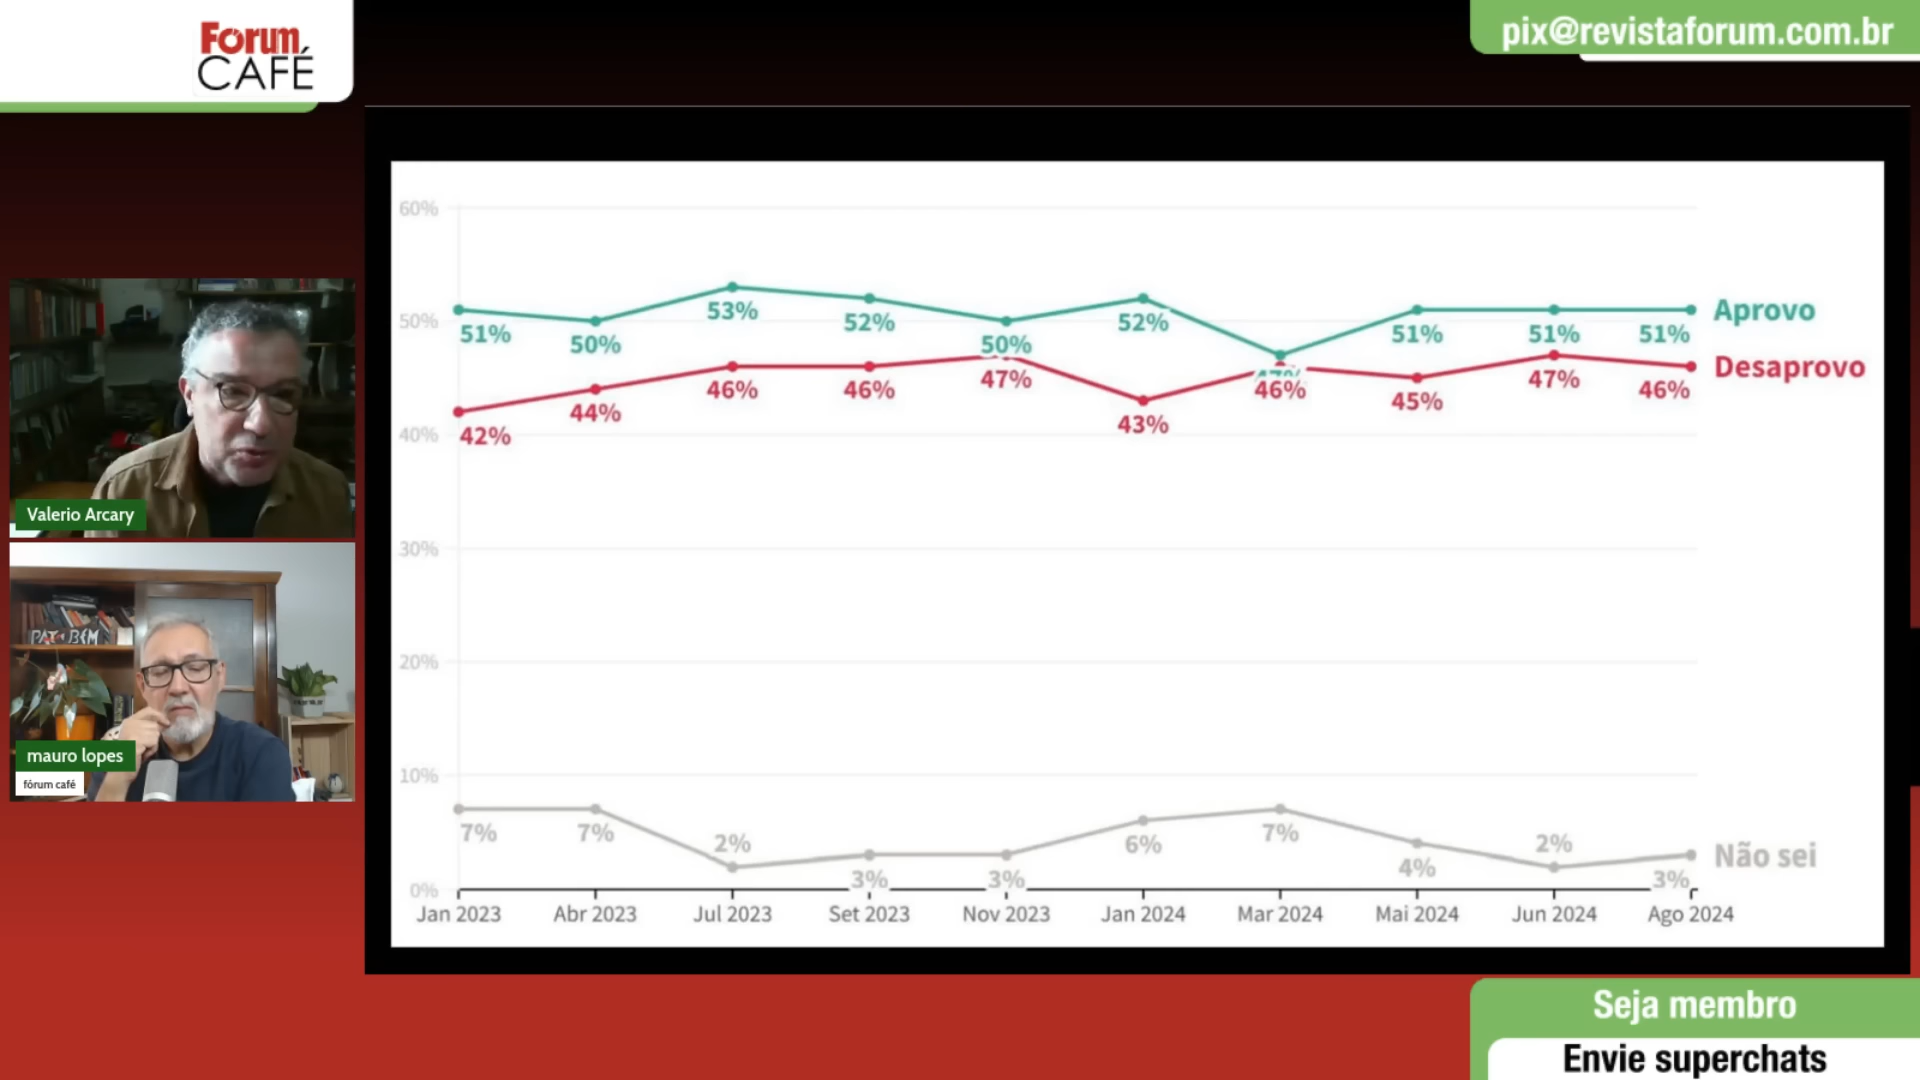 Fórum
CAFÉ
pix@revistaforum.com.br
60%
50%
40%
30%
20%
10%
0%
51% 50% 53% 52% 50% 52% 47% 51% 51% 51% Aprovo
42% 44% 46% 46% 47% 43% 46% 45% 47% 46% Desaprovo
7% 7% 2% 3% 3% 6% 7% 4% 2% 3% Não sei
Jan 2023 Abr 2023 Jul 2023 Set 2023 Nov 2023 Jan 2024 Mar 2024 Mai 2024 Jun 2024 Ago 2024
Valerio Arcary
mauro lopes
fórum café
Seja membro
Envie superchats